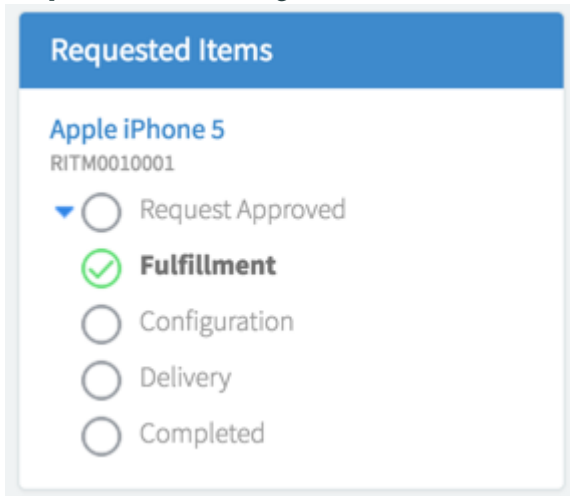 Requested Items
Apple iPhone 5
RITM0010001
Request Approved
Fulfillment
Configuration
Delivery
Completed